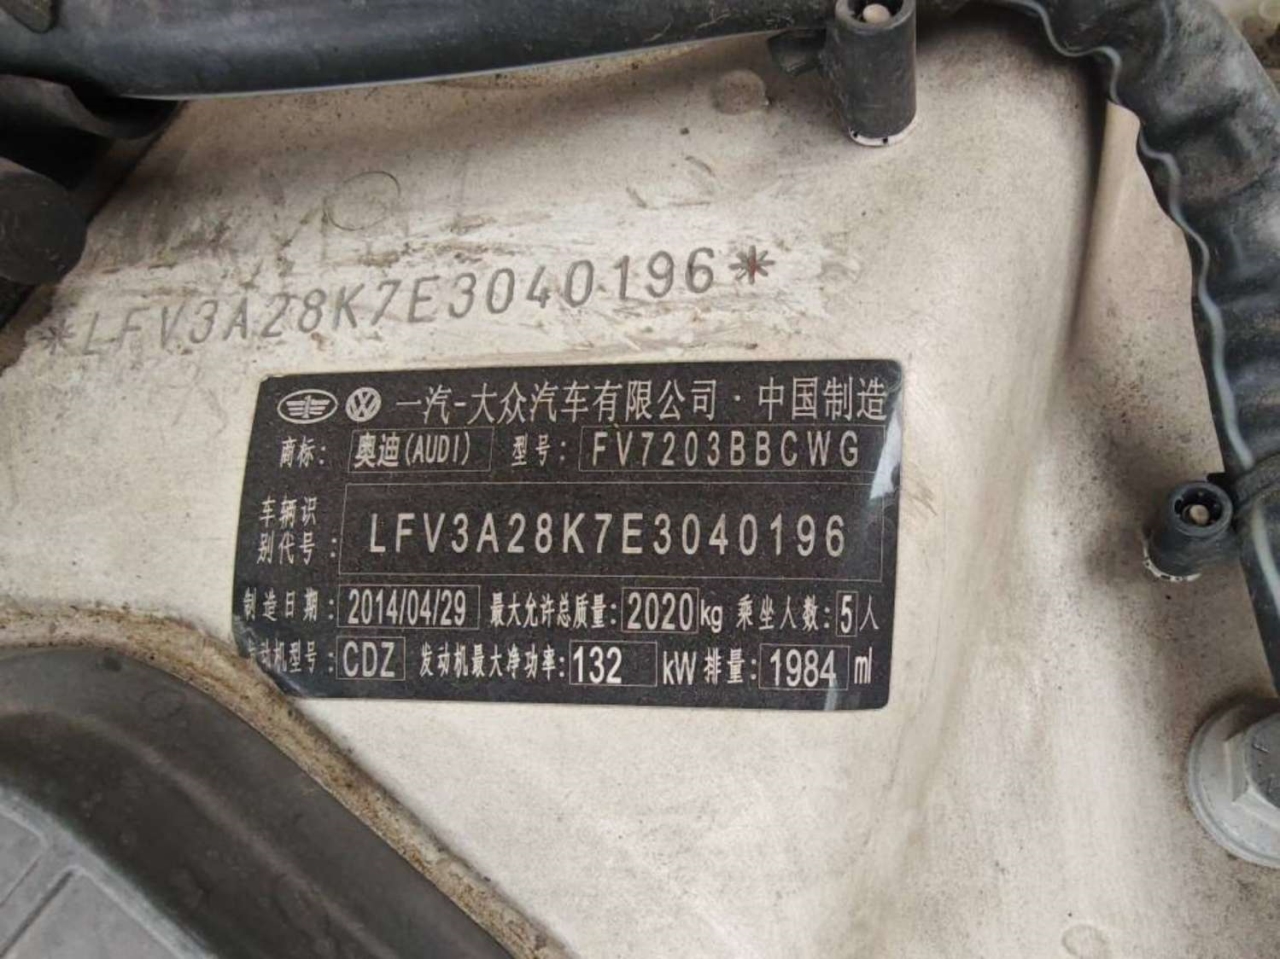 *LFV3A28K7E3040196*
一汽-大众汽车有限公司·中国制造
商标: 奥迪(AUDI) 型号: FV7203BBCWG
车辆识
别代号: LFV3A28K7E3040196
制造日期: 2014/04/29 最大允许总质量: 2020kg 乘坐人数: 5人
动机型号: CDZ 发动机最大净功率: 132 kW 排量: 1984 ml